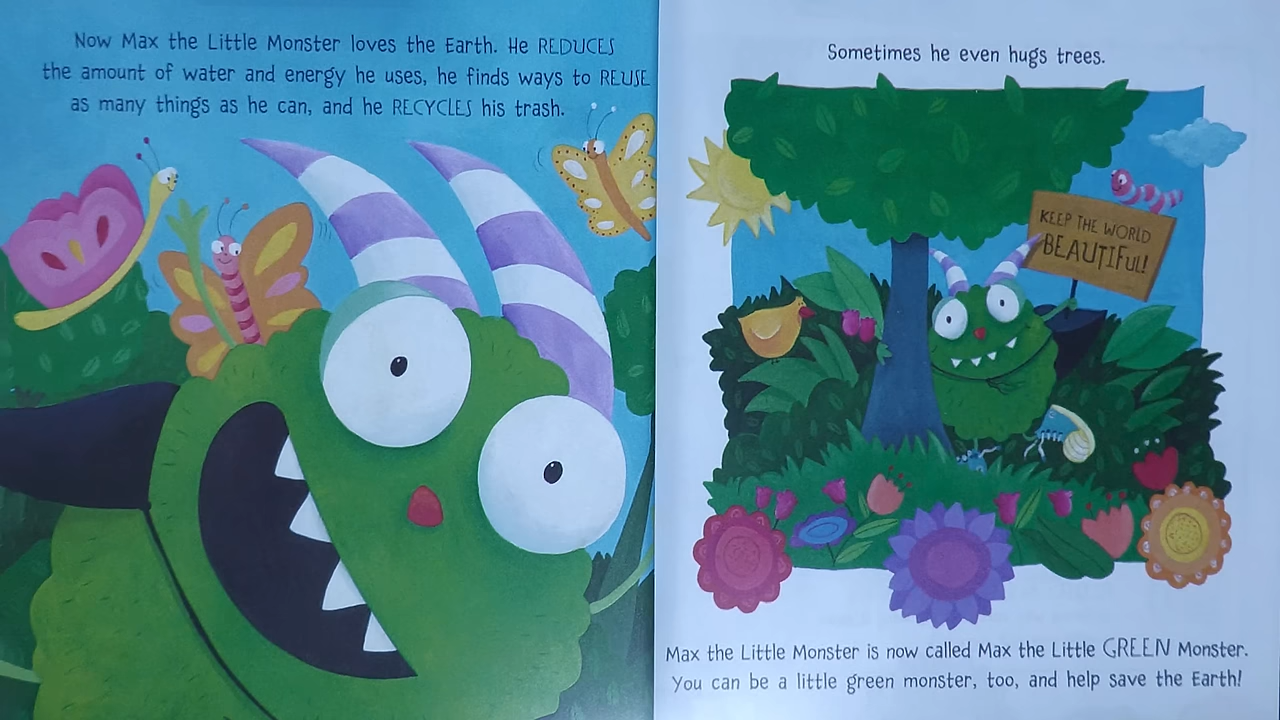 Now Max the Little Monster loves the Earth. He REDUCES
the amount of water and energy he uses, he finds ways to REUSE
as many things as he can, and he RECYCLES his trash.
Sometimes he even hugs trees.
KEEP THE WORLD
BEAUTIFUL!
Max the Little Monster is now called Max the Little GREEN Monster.
You can be a little green monster, too, and help save the Earth!